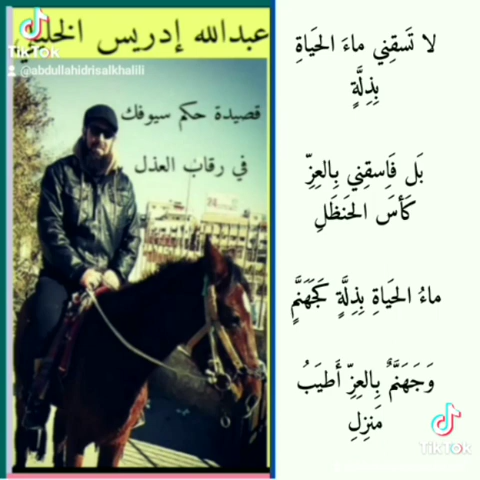 عبدالله إدريس الخليلي
TikTok
@abdullahidrisalkhalili
قصيدة حكم سيوفك
في رقاب العذل
لا تَسقِني ماءَ الحَياةِ
بِذِلَّةٍ
بَل فَاِسقِني بِالعِزِّ
كَأسَ الحَنظَلِ
ماءُ الحَياةِ بِذِلَّةٍ كَجَهَنَّمٍ
وَجَهَنَّمٌ بِالعِزِّ أَطيَبُ
مَنزِلِ
TikTok